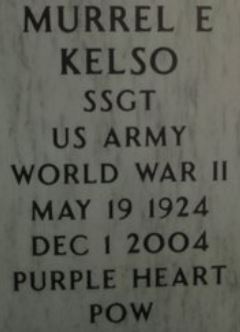 MURREL E
KELSO
SSGT
US ARMY
WORLD WAR II
MAY 19 1924
DEC 1 2004
PURPLE HEART
POW